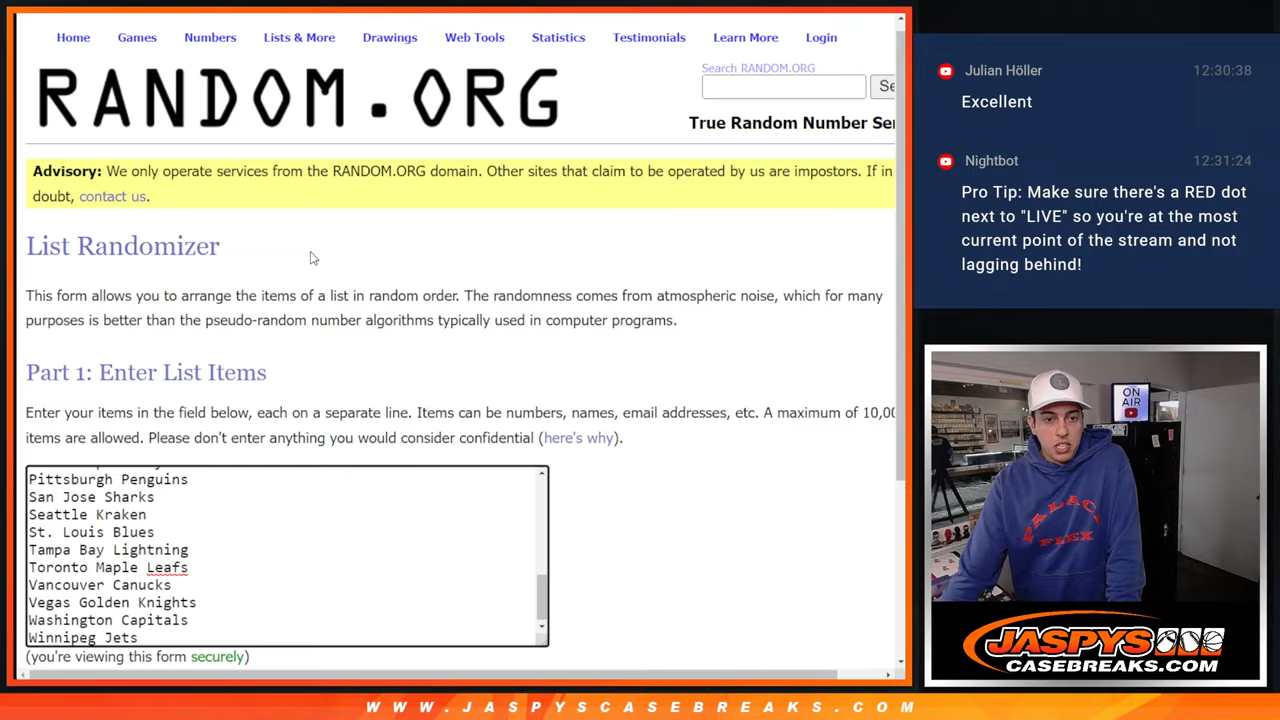 Home Games Numbers Lists & More Drawings Web Tools Statistics Testimonials Learn More Login
RANDOM.ORG
Search RANDOM.ORG
Se
True Random Number Ser
Advisory: We only operate services from the RANDOM.ORG domain. Other sites that claim to be operated by us are impostors. If in
doubt, contact us.
List Randomizer
This form allows you to arrange the items of a list in random order. The randomness comes from atmospheric noise, which for many
purposes is better than the pseudo-random number algorithms typically used in computer programs.
Part 1: Enter List Items
Enter your items in the field below, each on a separate line. Items can be numbers, names, email addresses, etc. A maximum of 10,00
items are allowed. Please don't enter anything you would consider confidential (here's why).
Pittsburgh Penguins
San Jose Sharks
Seattle Kraken
St. Louis Blues
Tampa Bay Lightning
Toronto Maple Leafs
Vancouver Canucks
Vegas Golden Knights
Washington Capitals
Winnipeg Jets
(you're viewing this form securely)
Julian Höller 12:30:38
Excellent
Nightbot 12:31:24
Pro Tip: Make sure there's a RED dot
next to "LIVE" so you're at the most
current point of the stream and not
lagging behind!
ON
AIR
PALACE
FLEX
JASPYS
CASEBREAKS.COM
WWW.JASPYSCASEBREAKS.COM